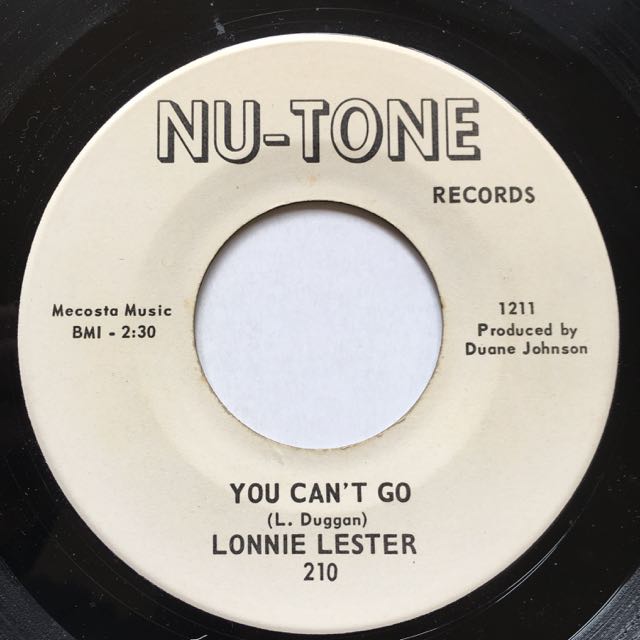 NU-TONE
RECORDS
Mecosta Music
BMI - 2:30
1211
Produced by
Duane Johnson
YOU CAN'T GO
(L. Duggan)
LONNIE LESTER
210